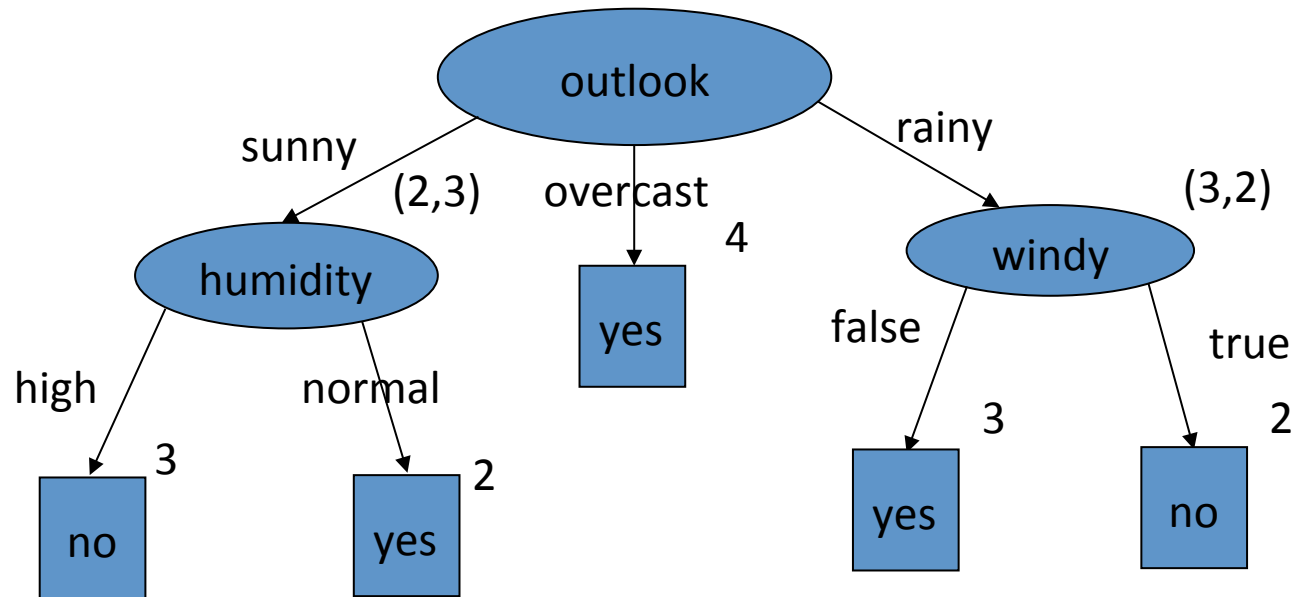 outlook
sunny
rainy
(2,3)
overcast
(3,2)
4
humidity
windy
yes
false
true
high
normal
3
2
3
2
no
yes
yes
no